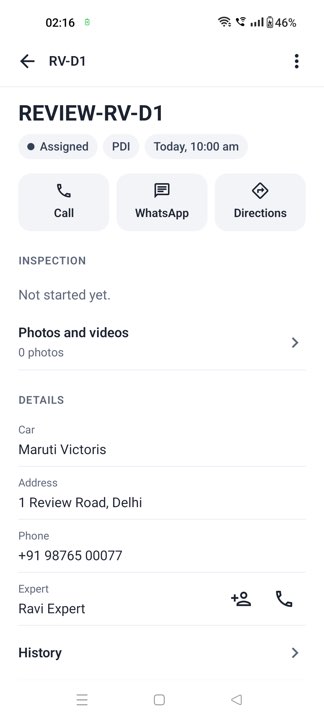 02:16
46%
RV-D1
REVIEW-RV-D1
Assigned
PDI
Today, 10:00 am
Call
WhatsApp
Directions
INSPECTION
Not started yet.
Photos and videos
0 photos
DETAILS
Car
Maruti Victoris
Address
1 Review Road, Delhi
Phone
+91 98765 00077
Expert
Ravi Expert
History